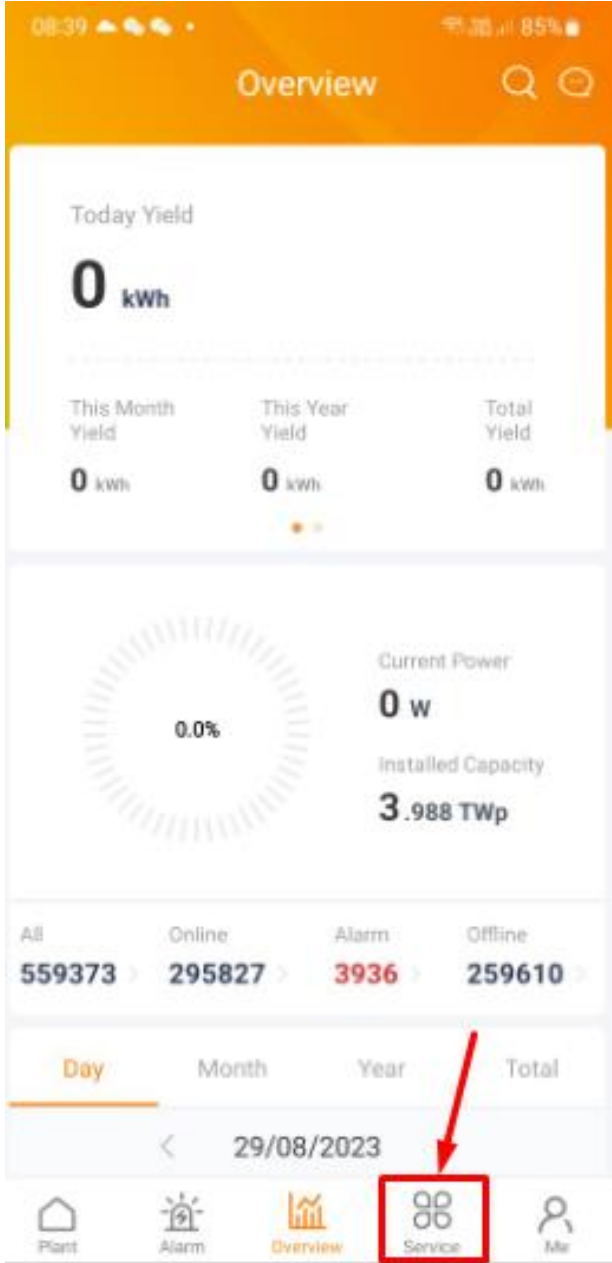 08:39
85%
Overview
Today Yield
0 kWh
This Month Yield
This Year Yield
Total Yield
0 kWh
0 kWh
0 kWh
0.0%
Current Power
0 W
Installed Capacity
3.988 TWp
All
Online
Alarm
Offline
559373
295827
3936
259610
Day
Month
Year
Total
29/08/2023
Plant
Alarm
Overview
Service
Me